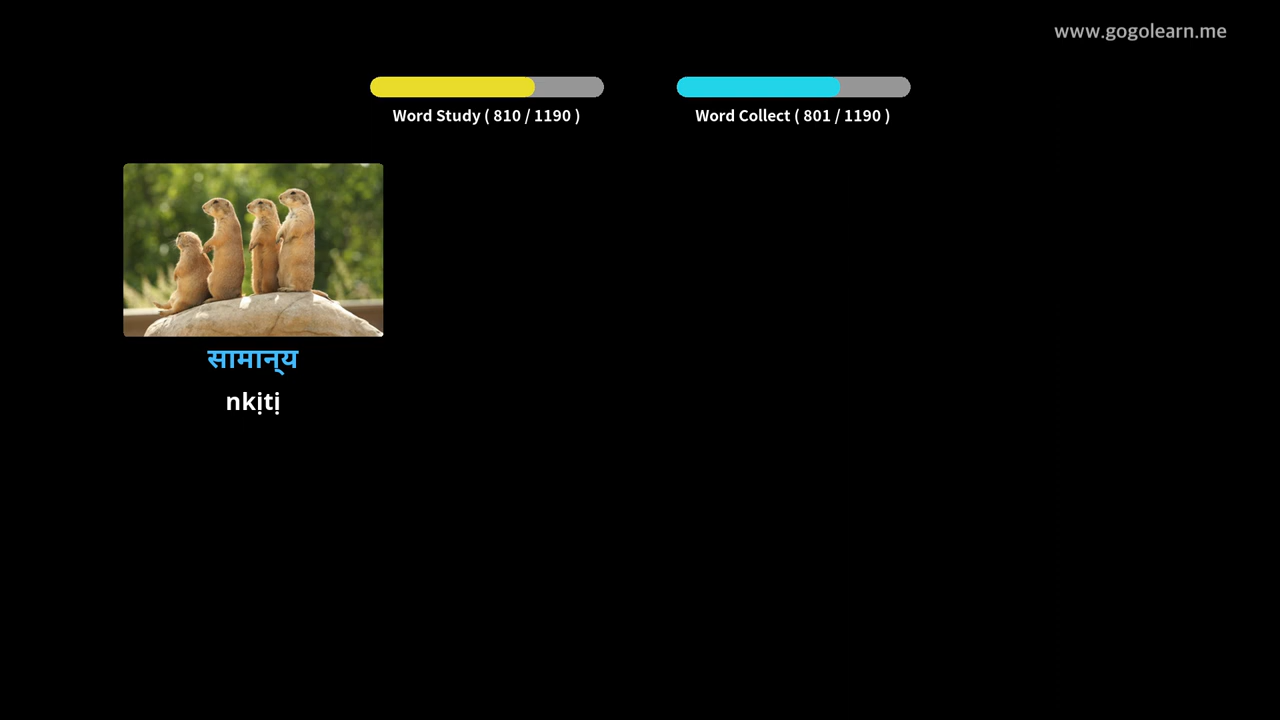 www.gogolearn.me
Word Study ( 810 / 1190 )
Word Collect ( 801 / 1190 )
सामान्‌य
nkịtị